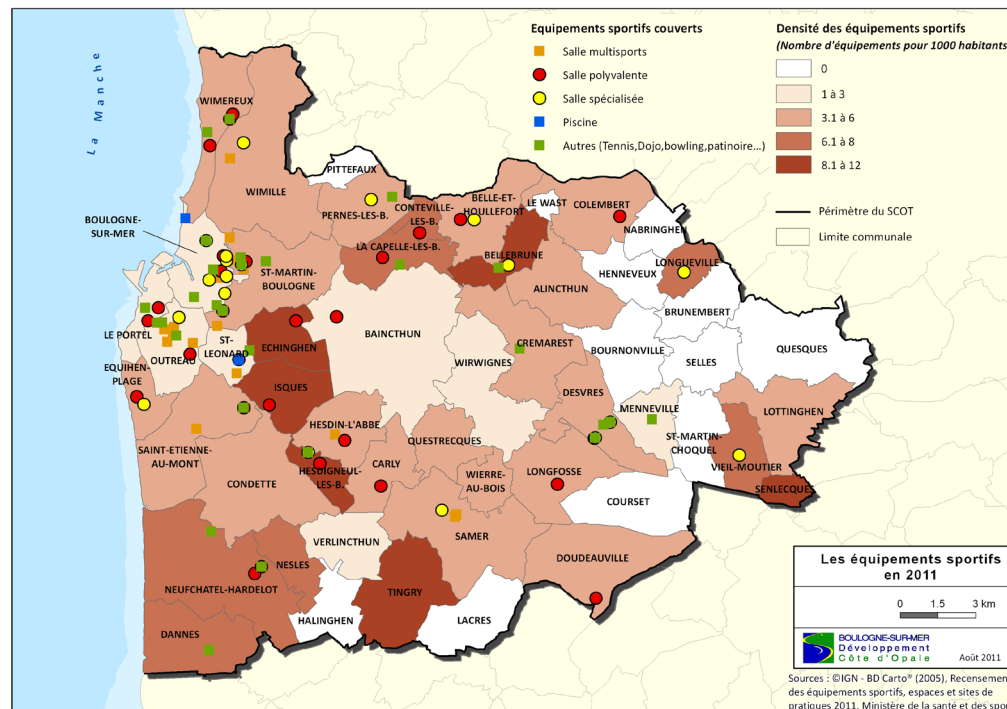 La Manche
Equipements sportifs couverts
Salle multisports
Salle polyvalente
Salle spécialisée
Piscine
Autres (Tennis,Dojo,bowling,patinoire...)
Densité des équipements sportifs
(Nombre d'équipements pour 1000 habitants
0
1 à 3
3.1 à 6
6.1 à 8
8.1 à 12
Périmètre du SCOT
Limite communale
WIMEREUX
WIMILLE
PITTEFAUX
PERNES-LES-B.
CONTEVILLE-
LES-B.
BELLE-ET-
HOULLEFORT
LE WAST
COLEMBERT
NABRINGHEN
BOULOGNE-
SUR-MER
LA CAPELLE-LES-B.
BELLEBRUNE
HENNEVEUX
LONGUEVILLE
ST-MARTIN-
BOULOGNE
ALINCTHUN
BRUNEMBERT
LE PORTEL
OUTREAU
ST-
LEONARD
ECHINGHEN
BAINCTHUN
WIRWIGNES
CREMAREST
BOURNONVILLE
SELLES
QUESQUES
EQUIHEN-
PLAGE
ISQUES
DESVRES
MENNEVILLE
LOTTINGHEN
HESDIN-L'ABBE
QUESTRECQUES
ST-MARTIN-
CHOQUEL
SAINT-ETIENNE-
AU-MONT
CONDETTE
HESDIGNEUL-
LES-B.
CARLY
WIERRE-
AU-BOIS
LONGFOSSE
VIEIL-MOUTIER
SENLECQUES
COURSET
SAMER
VERLINCTHUN
DOUDEAUVILLE
NESLES
NEUFCHATEL-HARDELOT
TINGRY
HALINGHEN
LACRES
DANNES
Les équipements sportifs
en 2011
0 1.5 3 km
BOULOGNE-SUR-MER
Développement
Côte d'Opale
Août 2011
Sources : ©IGN - BD Carto® (2005), Recensemen
des équipements sportifs, espaces et sites de
pratiques 2011, Ministère de la santé et des spo